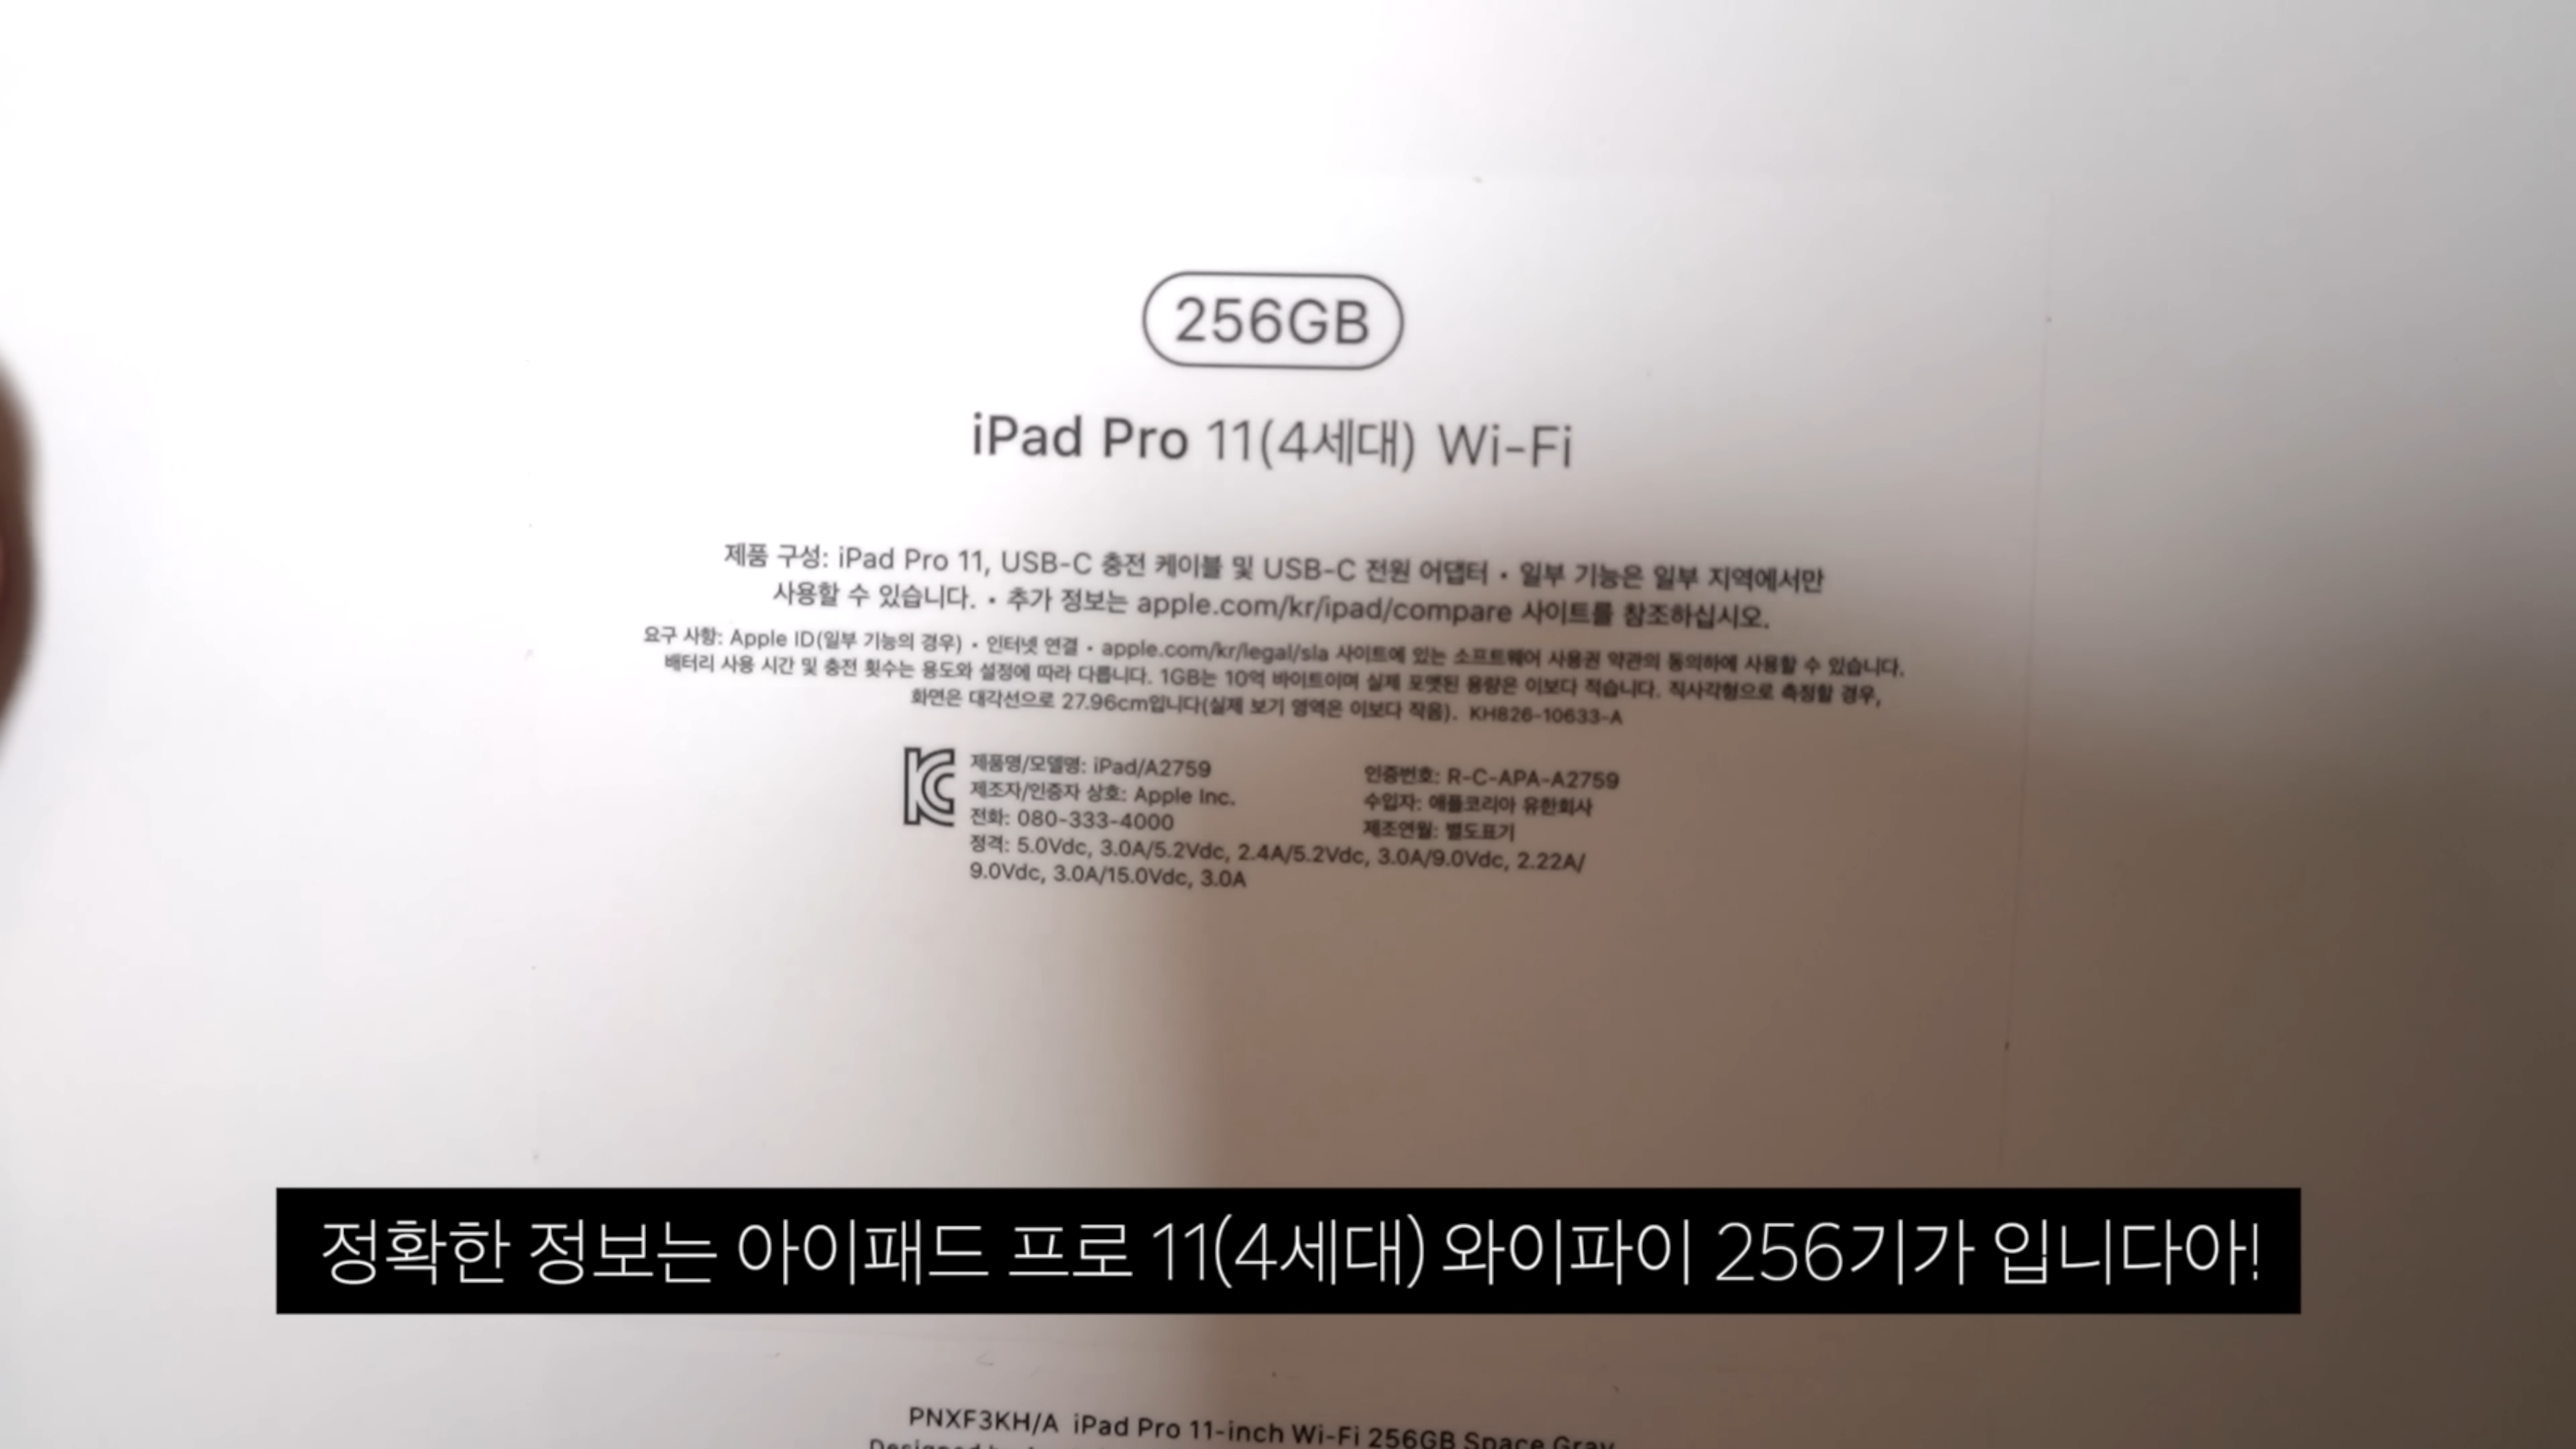 256GB
iPad Pro 11(4세대) Wi-Fi
제품 구성: iPad Pro 11, USB-C 충전 케이블 및 USB-C 전원 어댑터 • 일부 기능은 일부 지역에서만
사용할 수 있습니다. • 추가 정보는 apple.com/kr/ipad/compare 사이트를 참조하십시오.
요구 사항: Apple ID(일부 기능의 경우) • 인터넷 연결 • apple.com/kr/legal/sla 사이트에 있는 소프트웨어 사용권 약관의 동의하에 사용할 수 있습니다.
배터리 사용 시간 및 충전 횟수는 용도와 설정에 따라 다릅니다. 1GB는 10억 바이트이며 실제 포맷된 용량은 이보다 적습니다. 직사각형으로 측정할 경우,
화면은 대각선으로 27.96cm입니다(실제 보기 영역은 이보다 작음). KH826-10633-A
제품명/모델명: iPad/A2759
제조자/인증자 상호: Apple Inc.
전화: 080-333-4000
인증번호: R-C-APA-A2759
수입자: 애플코리아 유한회사
제조연월: 별도표기
정격: 5.0Vdc, 3.0A/5.2Vdc, 2.4A/5.2Vdc, 3.0A/9.0Vdc, 2.22A/
9.0Vdc, 3.0A/15.0Vdc, 3.0A
정확한 정보는 아이패드 프로 11(4세대) 와이파이 256기가 입니다아!
PNXF3KH/A iPad Pro 11-inch Wi-Fi 256GB Space Gray